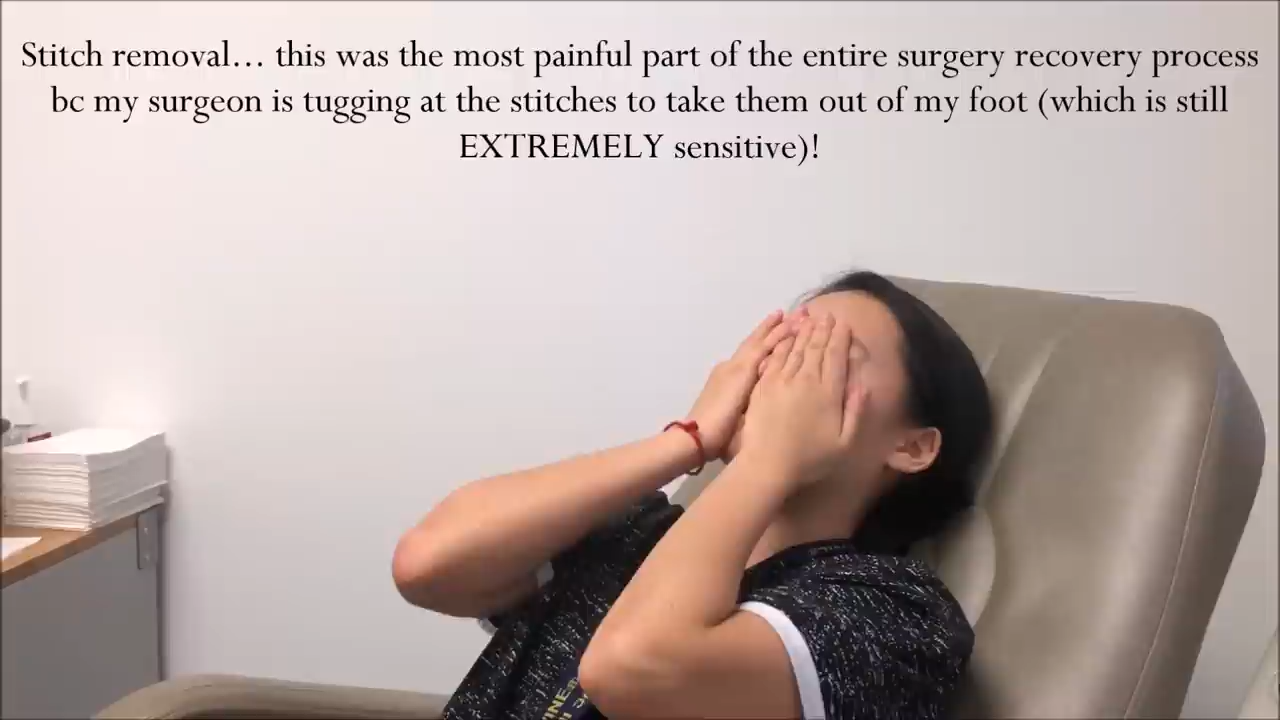 Stitch removal... this was the most painful part of the entire surgery recovery process
bc my surgeon is tugging at the stitches to take them out of my foot (which is still
EXTREMELY sensitive)!